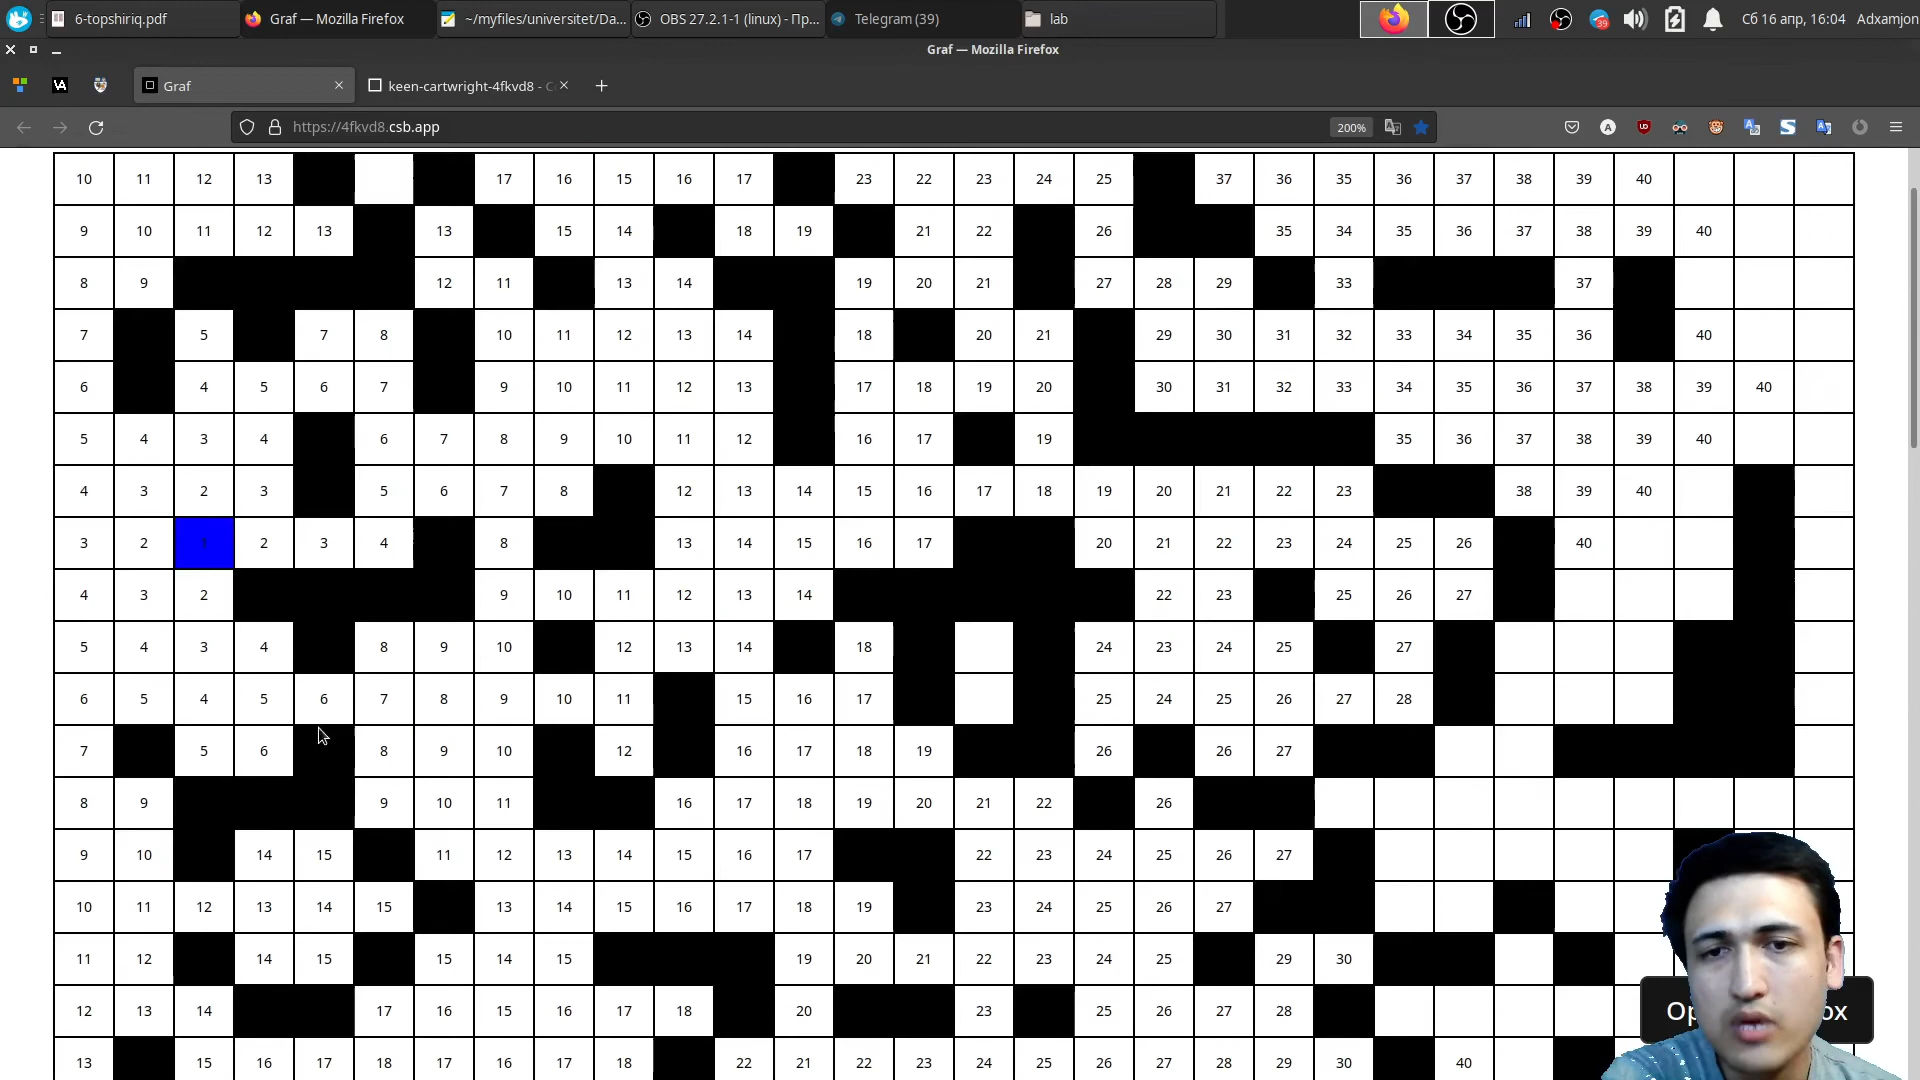 6-topshiriq.pdf
Graf — Mozilla Firefox
~/myfiles/universitet/Da...
OBS 27.2.1-1 (linux) - Пр...
Telegram (39)
lab
39
Сб 16 апр, 16:04
Adxamjon
Graf — Mozilla Firefox
Graf
keen-cartwright-4fkvd8 - C
https://4fkvd8.csb.app
200%
10 11 12 13 17 16 15 16 17 23 22 23 24 25 37 36 35 36 37 38 39 40
9 10 11 12 13 13 15 14 18 19 21 22 26 35 34 35 36 37 38 39 40
8 9 12 11 13 14 19 20 21 27 28 29 33 37
7 5 7 8 10 11 12 13 14 18 20 21 29 30 31 32 33 34 35 36 40
6 4 5 6 7 9 10 11 12 13 17 18 19 20 30 31 32 33 34 35 36 37 38 39 40
5 4 3 4 6 7 8 9 10 11 12 16 17 19 35 36 37 38 39 40
4 3 2 3 5 6 7 8 12 13 14 15 16 17 18 19 20 21 22 23 38 39 40
3 2 1 2 3 4 8 13 14 15 16 17 20 21 22 23 24 25 26 40
4 3 2 9 10 11 12 13 14 22 23 25 26 27
5 4 3 4 8 9 10 12 13 14 18 24 23 24 25 27
6 5 4 5 6 7 8 9 10 11 15 16 17 25 24 25 26 27 28
7 5 6 8 9 10 12 16 17 18 19 26 26 27
8 9 9 10 11 16 17 18 19 20 21 22 26
9 10 14 15 11 12 13 14 15 16 17 22 23 24 25 26 27
10 11 12 13 14 15 13 14 15 16 17 18 19 23 24 25 26 27
11 12 14 15 15 14 15 19 20 21 22 23 24 25 29 30
12 13 14 17 16 15 16 17 18 20 23 25 26 27 28
13 15 16 17 18 17 16 17 18 22 21 22 23 24 25 26 27 28 29 30 40